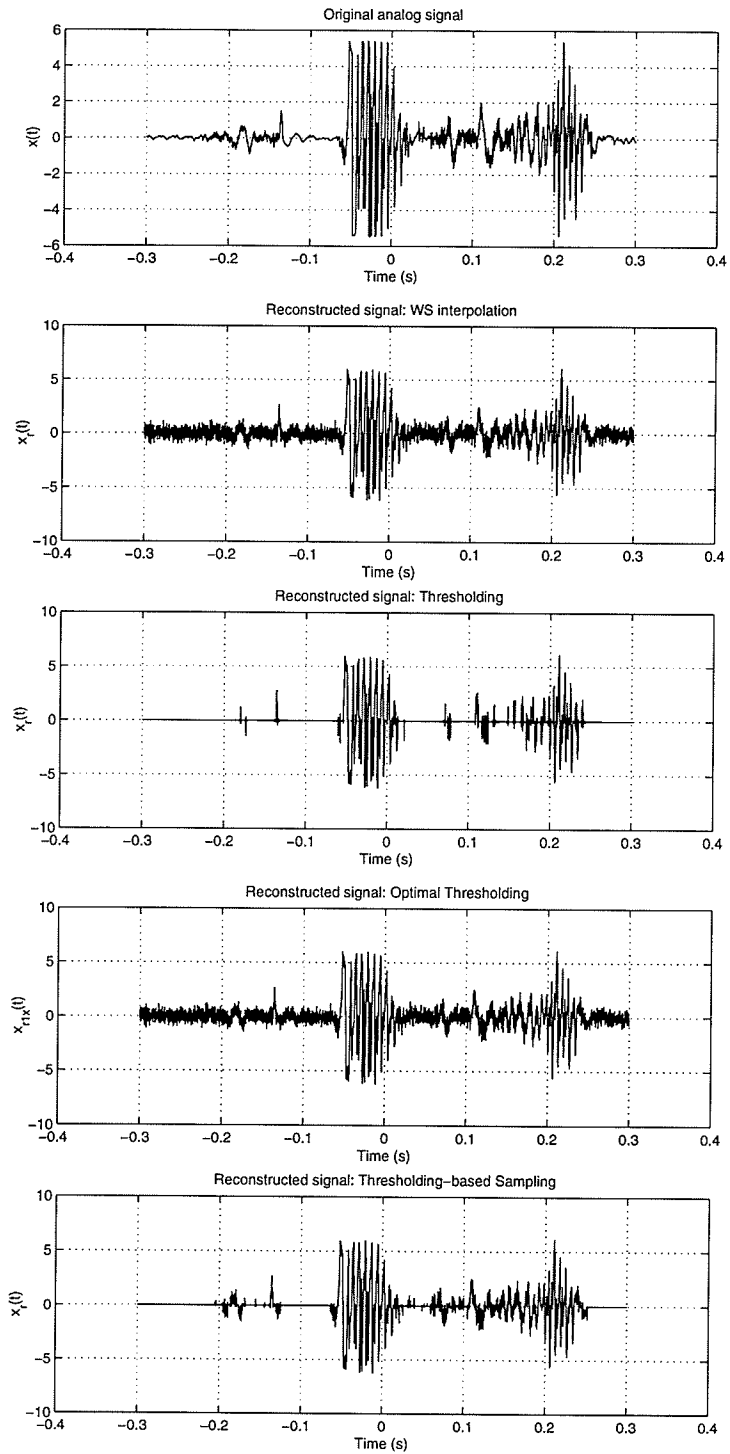 Original analog signal
6
4
2
0
−2
−4
−6
x(t)
−0.4 −0.3 −0.2 −0.1 0 0.1 0.2 0.3 0.4
Time (s)
Reconstructed signal: WS interpolation
10
5
0
−5
−10
x_r(t)
−0.4 −0.3 −0.2 −0.1 0 0.1 0.2 0.3 0.4
Time (s)
Reconstructed signal: Thresholding
10
5
0
−5
−10
x_r(t)
−0.4 −0.3 −0.2 −0.1 0 0.1 0.2 0.3 0.4
Time (s)
Reconstructed signal: Optimal Thresholding
10
5
0
−5
−10
x_r1x(t)
−0.4 −0.3 −0.2 −0.1 0 0.1 0.2 0.3 0.4
Time (s)
Reconstructed signal: Thresholding−based Sampling
10
5
0
−5
−10
x_r(t)
−0.4 −0.3 −0.2 −0.1 0 0.1 0.2 0.3 0.4
Time (s)